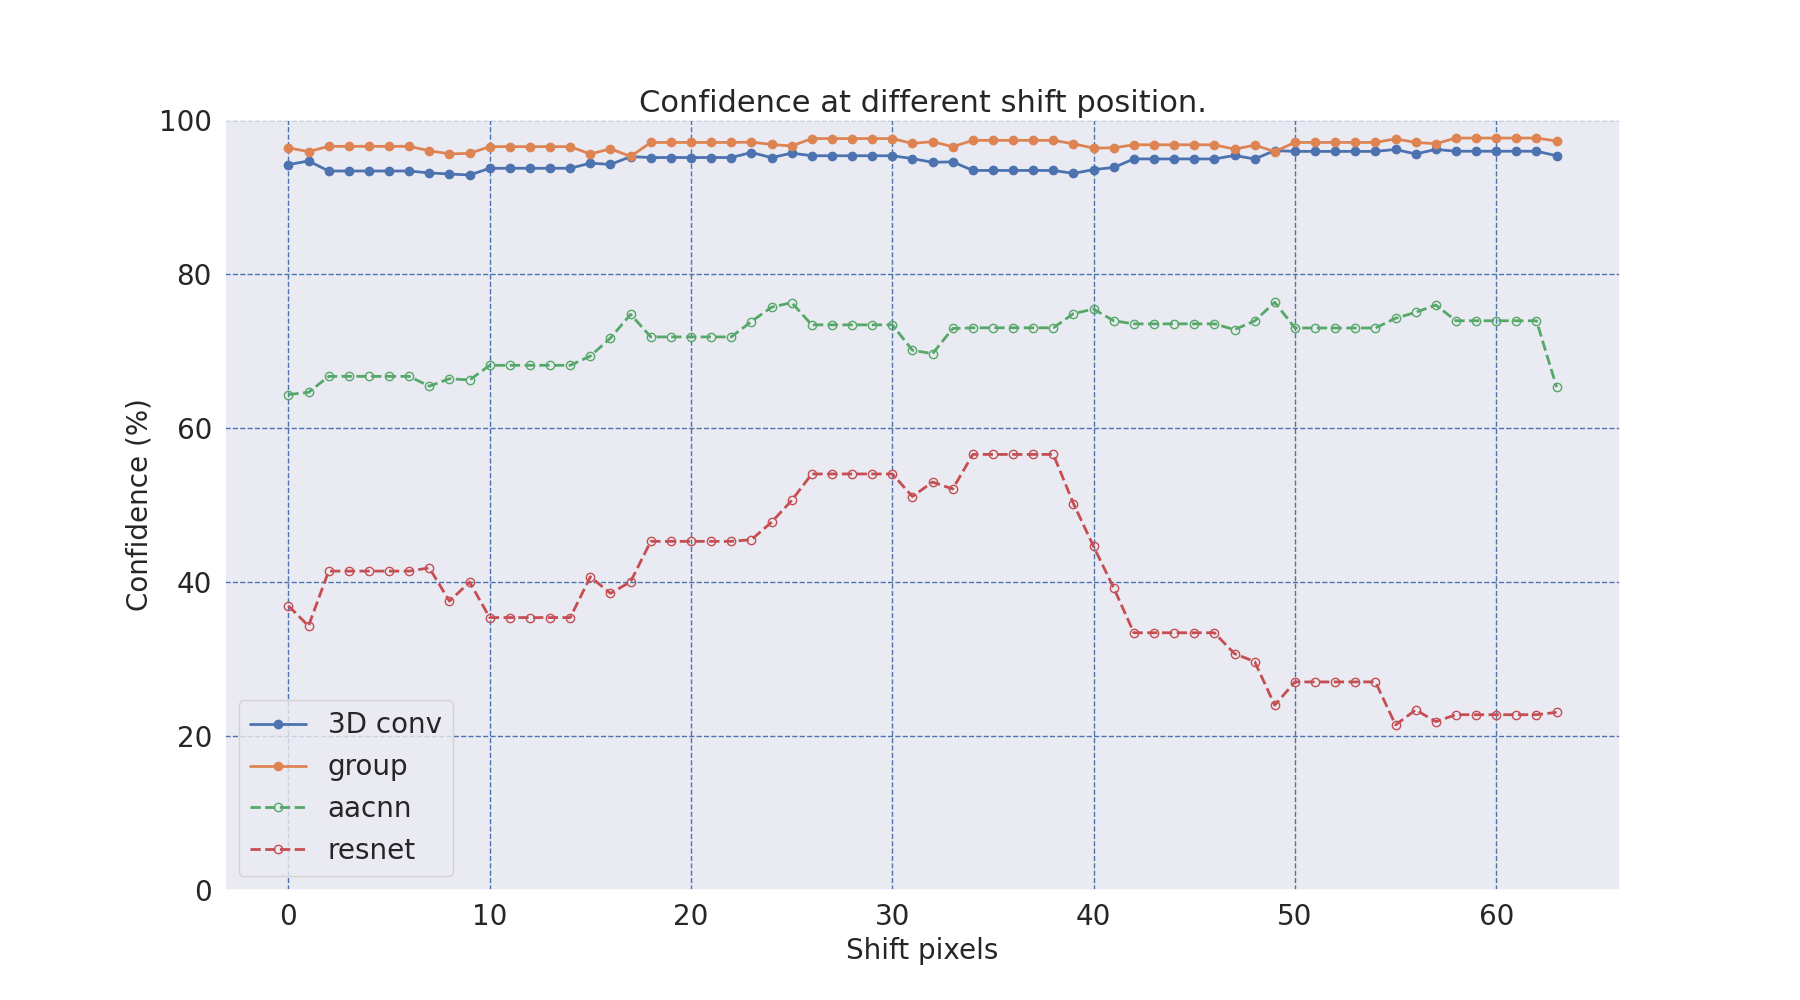 Confidence at different shift position.
100
80
60
40
20
0
Confidence (%)
3D conv
group
aacnn
resnet
0 10 20 30 40 50 60
Shift pixels